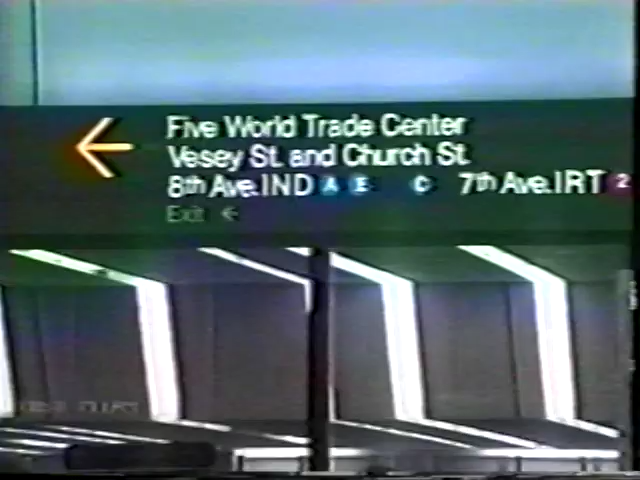 Five World Trade Center
Vesey St. and Church St.
8th Ave. IND A E C 7th Ave. IRT 2
Exit